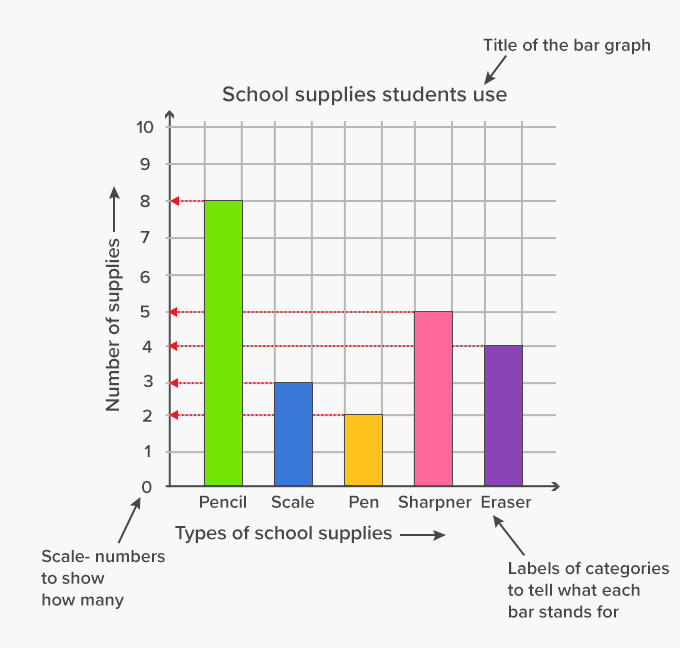 Title of the bar graph
School supplies students use
10
9
8
7
6
5
4
3
2
1
0
Number of supplies
Pencil Scale Pen Sharpner Eraser
Types of school supplies
Scale- numbers
to show
how many
Labels of categories
to tell what each
bar stands for